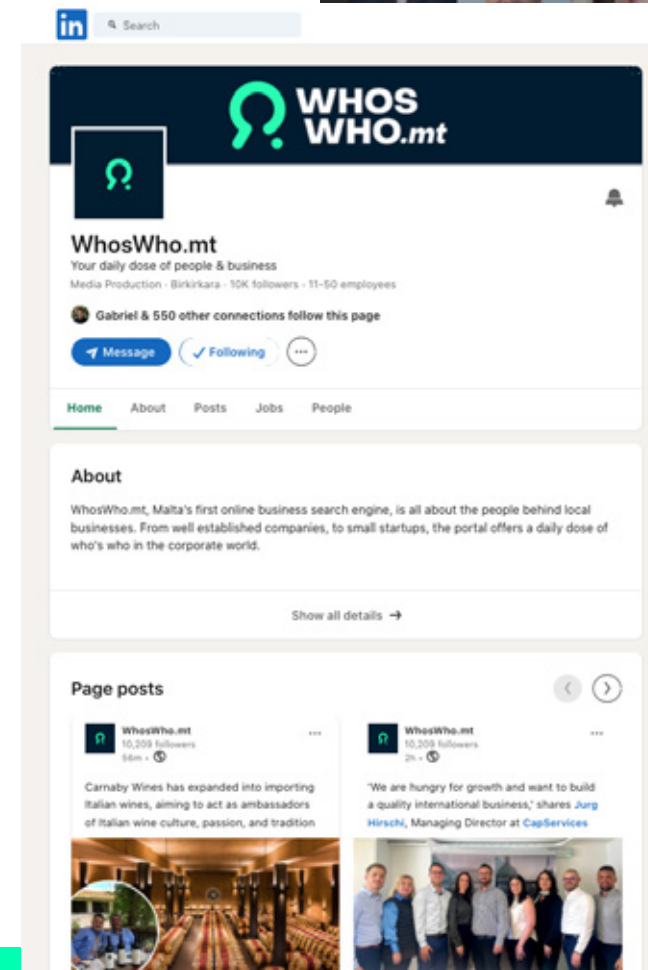 in
Search
WHOS
WHO.mt
WhosWho.mt
Your daily dose of people & business
Media Production · Birkirkara · 10K followers · 11-50 employees
Gabriel & 550 other connections follow this page
Message
Following
Home About Posts Jobs People
About
WhosWho.mt, Malta's first online business search engine, is all about the people behind local
businesses. From well established companies, to small startups, the portal offers a daily dose of
who's who in the corporate world.
Show all details →
Page posts
WhosWho.mt
10,209 followers
56m ·
Carnaby Wines has expanded into importing
Italian wines, aiming to act as ambassadors
of Italian wine culture, passion, and tradition
WhosWho.mt
10,209 followers
2h ·
'We are hungry for growth and want to build
a quality international business,' shares Jurg
Hirschi, Managing Director at CapServices